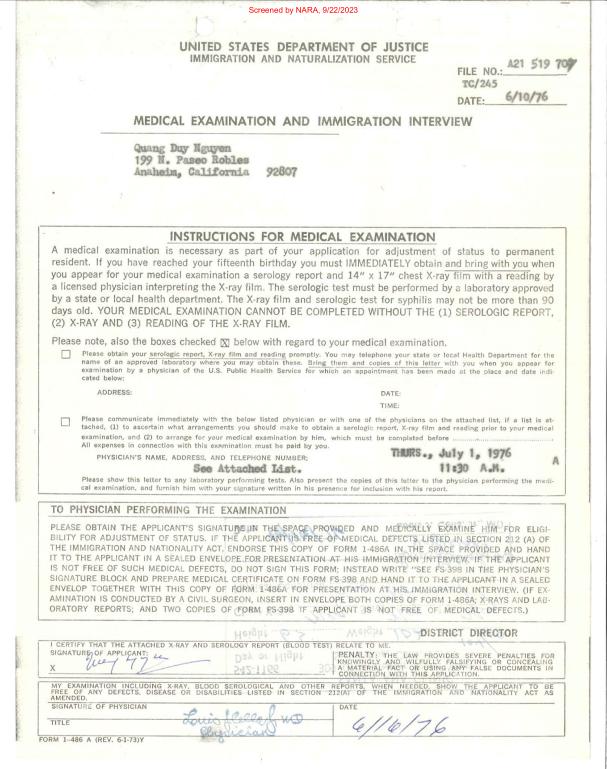 Screened by NARA, 9/22/2023
UNITED STATES DEPARTMENT OF JUSTICE
IMMIGRATION AND NATURALIZATION SERVICE
FILE NO.: A21 519 709
TC/245
DATE: 6/10/76
MEDICAL EXAMINATION AND IMMIGRATION INTERVIEW
Quang Duy Nguyen
199 N. Paseo Robles
Anaheim, California 92807
INSTRUCTIONS FOR MEDICAL EXAMINATION
A medical examination is necessary as part of your application for adjustment of status to permanent
resident. If you have reached your fifteenth birthday you must IMMEDIATELY obtain and bring with you when
you appear for your medical examination a serology report and 14" x 17" chest X-ray film with a reading by
a licensed physician interpreting the X-ray film. The serologic test must be performed by a laboratory approved
by a state or local health department. The X-ray film and serologic test for syphilis may not be more than 90
days old. YOUR MEDICAL EXAMINATION CANNOT BE COMPLETED WITHOUT THE (1) SEROLOGIC REPORT,
(2) X-RAY AND (3) READING OF THE X-RAY FILM.
Please note, also the boxes checked ☒ below with regard to your medical examination.
☐ Please obtain your serologic report, X-ray film and reading promptly. You may telephone your state or local Health Department for the
name of an approved laboratory where you may obtain these. Bring them and copies of this letter with you when you appear for
examination by a physician of the U.S. Public Health Service for which an appointment has been made at the place and date indi-
cated below:
ADDRESS: DATE:
TIME:
☐ Please communicate immediately with the below listed physician or with one of the physicians on the attached list, if a list is at-
tached, (1) to ascertain what arrangements you should make to obtain a serologic report, X-ray film and reading prior to your medical
examination, and (2) to arrange for your medical examination by him, which must be completed before
All expenses in connection with this examination must be paid by you.
PHYSICIAN'S NAME, ADDRESS, AND TELEPHONE NUMBER: THURS., July 1, 1976
See Attached List. 11:30 A.M. A
Please show this letter to any laboratory performing tests. Also present the copies of this letter to the physician performing the medi-
cal examination, and furnish him with your signature written in his presence for inclusion with his report.
TO PHYSICIAN PERFORMING THE EXAMINATION
PLEASE OBTAIN THE APPLICANT'S SIGNATURE IN THE SPACE PROVIDED AND MEDICALLY EXAMINE HIM FOR ELIGI-
BILITY FOR ADJUSTMENT OF STATUS. IF THE APPLICANT IS FREE OF MEDICAL DEFECTS LISTED IN SECTION 212 (A) OF
THE IMMIGRATION AND NATIONALITY ACT, ENDORSE THIS COPY OF FORM 1-486A IN THE SPACE PROVIDED AND HAND
IT TO THE APPLICANT IN A SEALED ENVELOPE FOR PRESENTATION AT HIS IMMIGRATION INTERVIEW. IF THE APPLICANT
IS NOT FREE OF SUCH MEDICAL DEFECTS, DO NOT SIGN THIS FORM; INSTEAD WRITE "SEE FS-398 IN THE PHYSICIAN'S
SIGNATURE BLOCK AND PREPARE MEDICAL CERTIFICATE ON FORM FS-398 AND HAND IT TO THE APPLICANT IN A SEALED
ENVELOP TOGETHER WITH THIS COPY OF FORM 1-486A FOR PRESENTATION AT HIS IMMIGRATION INTERVIEW. (IF EX-
AMINATION IS CONDUCTED BY A CIVIL SURGEON, INSERT IN ENVELOPE BOTH COPIES OF FORM 1-486A; X-RAYS AND LAB-
ORATORY REPORTS; AND TWO COPIES OF FORM FS-398 IF APPLICANT IS NOT FREE OF MEDICAL DEFECTS.)
DISTRICT DIRECTOR
I CERTIFY THAT THE ATTACHED X-RAY AND SEROLOGY REPORT (BLOOD TEST) RELATE TO ME.
SIGNATURE OF APPLICANT:
X
PENALTY: THE LAW PROVIDES SEVERE PENALTIES FOR
KNOWINGLY AND WILFULLY FALSIFYING OR CONCEALING
A MATERIAL FACT OR USING ANY FALSE DOCUMENTS IN
CONNECTION WITH THIS APPLICATION.
MY EXAMINATION INCLUDING X-RAY, BLOOD SEROLOGICAL AND OTHER REPORTS, WHEN NEEDED, SHOW THE APPLICANT TO BE
FREE OF ANY DEFECTS, DISEASE OR DISABILITIES LISTED IN SECTION 212(A) OF THE IMMIGRATION AND NATIONALITY ACT AS
AMENDED.
SIGNATURE OF PHYSICIAN DATE
Louis MD
TITLE Physician 6/16/76
FORM 1-486 A (REV. 6-1-73)Y